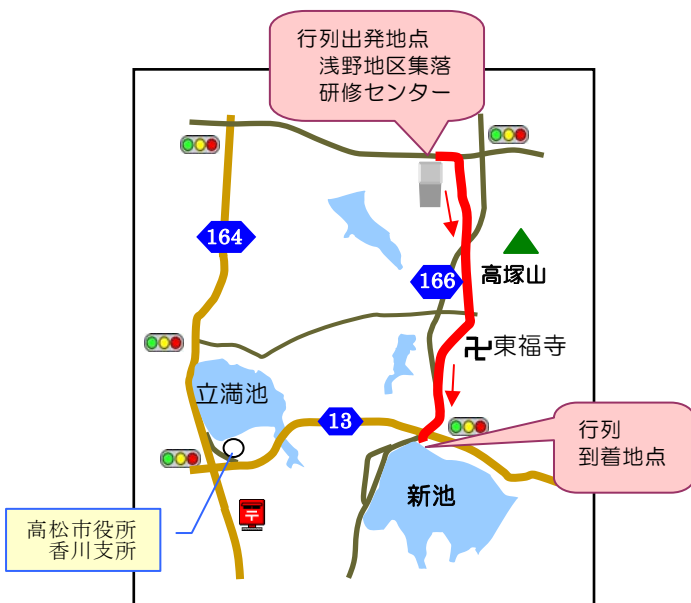 行列出発地点
浅野地区集落
研修センター
164
166
高塚山
卍東福寺
立満池
13
行列
到着地点
新池
〒
高松市役所
香川支所